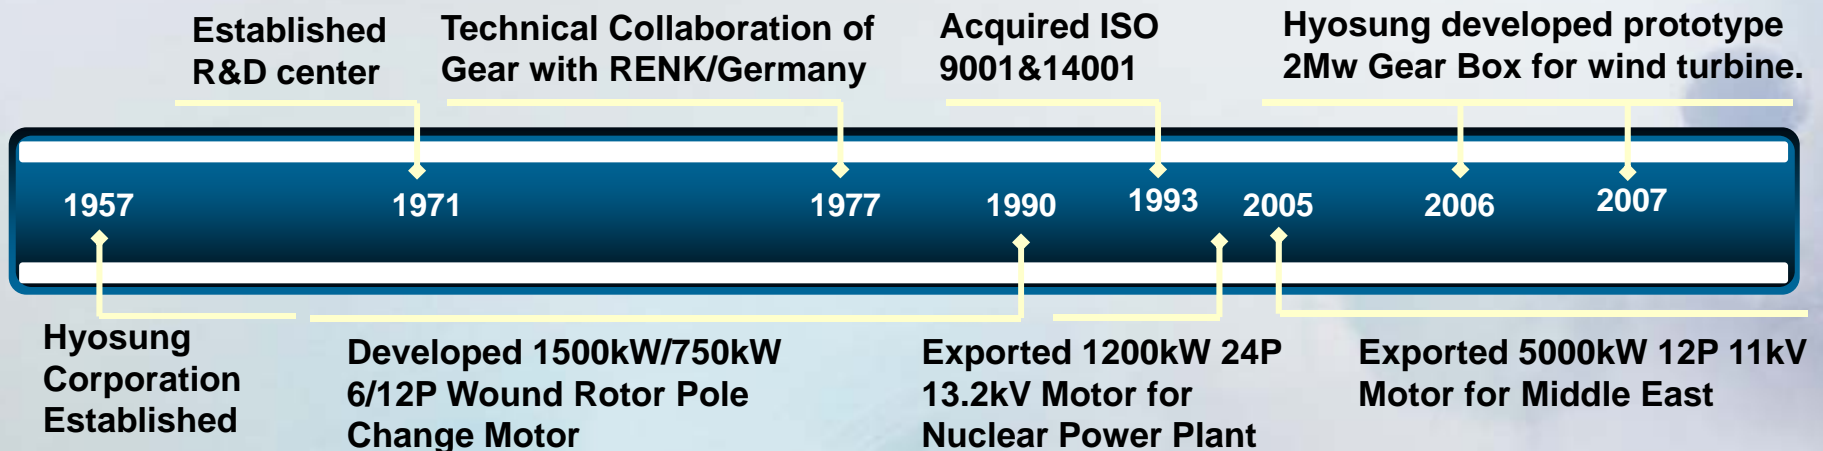 Established
R&D center
Technical Collaboration of
Gear with RENK/Germany
Acquired ISO
9001&14001
Hyosung developed prototype
2Mw Gear Box for wind turbine.
1957
1971
1977
1990
1993
2005
2006
2007
Hyosung
Corporation
Established
Developed 1500kW/750kW
6/12P Wound Rotor Pole
Change Motor
Exported 1200kW 24P
13.2kV Motor for
Nuclear Power Plant
Exported 5000kW 12P 11kV
Motor for Middle East